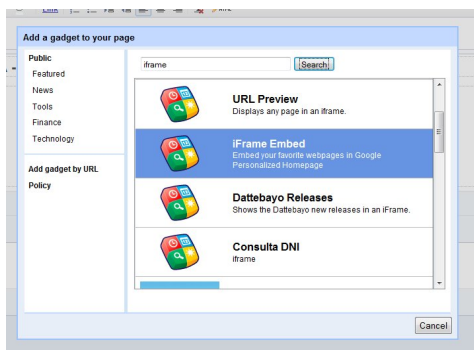 Link
Add a gadget to your page
Public
Featured
News
Tools
Finance
Technology
Add gadget by URL
Policy
iframe
Search
URL Preview
Displays any page in an iframe.
iFrame Embed
Embed your favorite webpages in Google
Personalized Homepage
Dattebayo Releases
Shows the Dattebayo new releases in an iFrame.
Consulta DNI
iframe
Cancel